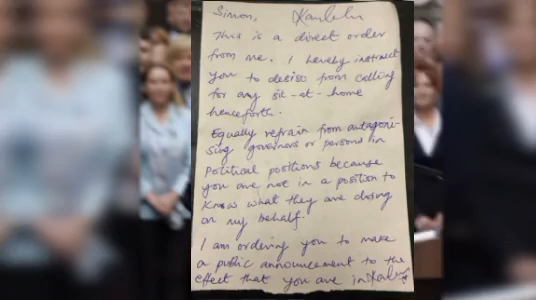 Simon,
This is a direct order
from me. I hereby instruct
you to desist from calling
for any sit-at-home
henceforth.
Equally refrain from antagoni-
sing governors or persons in
political positions because
you are not in a position to
know what they are doing
on my behalf.
I am ordering you to make
a public announcement to the
effect that you are in